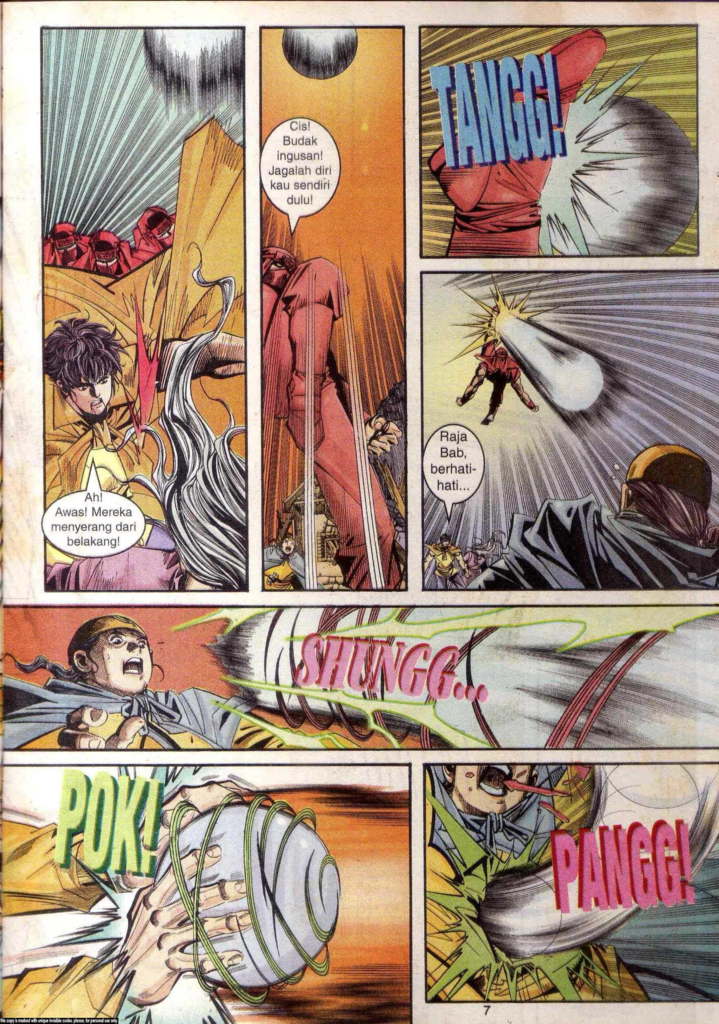 Ah!
Awas! Mereka
menyerang dari
belakang!
Cis!
Budak
ingusan!
Jagalah diri
kau sendiri
dulu!
TANGG!
Raja
Bab,
berhati-
hati...
SHUNGG...
POK!
PANGG!
7